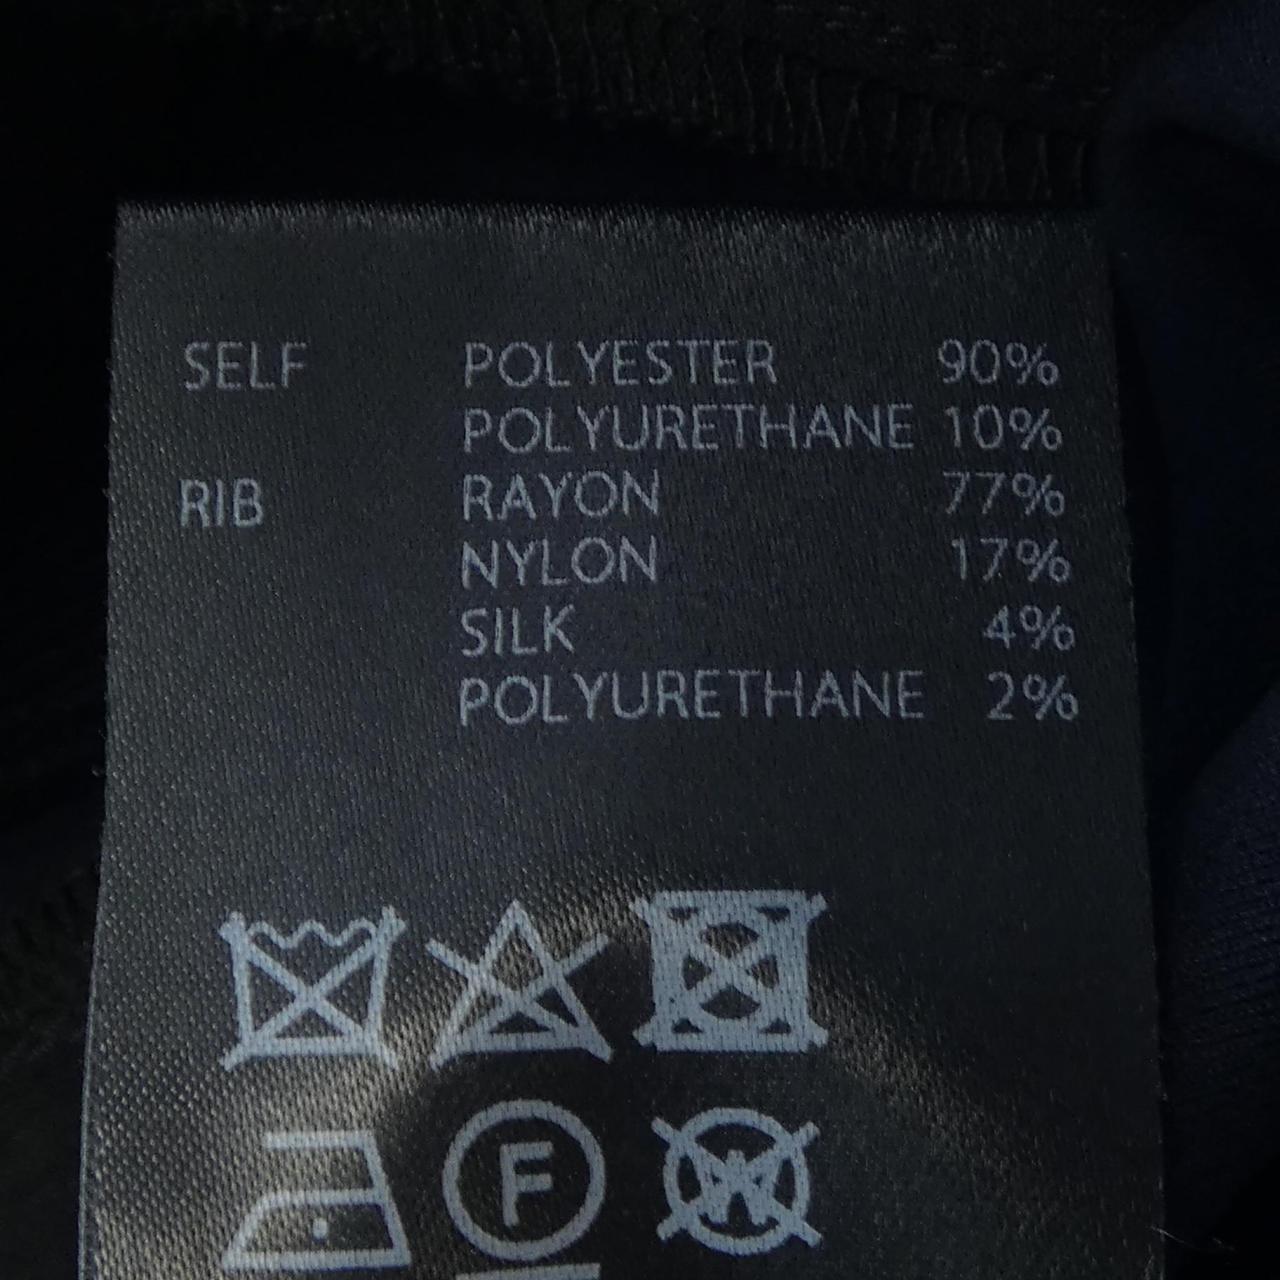 SELF POLYESTER 90%
POLYURETHANE 10%
RIB RAYON 77%
NYLON 17%
SILK 4%
POLYURETHANE 2%
F
W